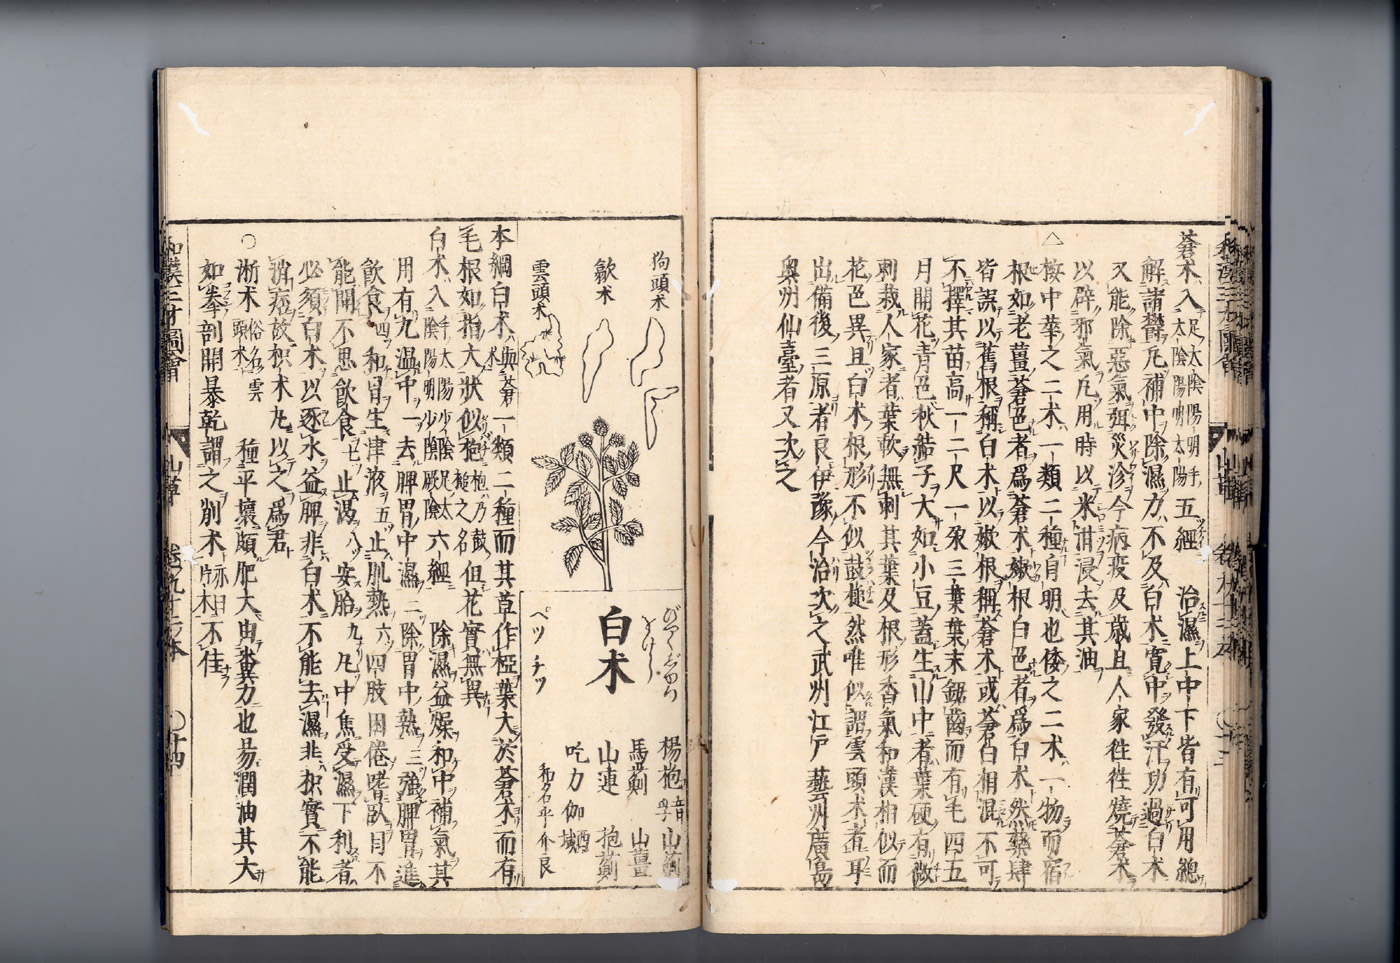 蒼朮入足太陰陽明手太陰陽明太陽五經 治濕上中下皆有可用總
解諸鬱凡補中除濕力不及白朮寛中發汗功過白朮
又能除惡氣弭災沴今病疫及歳旦人家往往燒蒼朮
以辟邪氣凡用時以米泔浸去其油
△按中華之二朮一類二種自明也倭之二朮一物而宿
根如老薑蒼色者爲蒼朮嫩根白色者爲白朮然藥肆
皆誤以舊根稱白朮以嫩根稱蒼朮或蒼白相混不可
不擇其苗高一二尺一朶三葉葉末鋸齒而有毛四五
月開花青色秋結子大如小豆蓋生山中者葉硬有微
刺栽人家者葉軟無刺其葉及根形香氣和漢相似而
花色異且白朮根形不似鼓槌然唯似謂雲頭朮者耳
出備後三原者良伊豫今治次之武州江戸藝州廣島
奥州仙臺者又次之
狗頭朮
歙朮
雲頭朮
白朮
ペツ チツ
楊枹音孚 山薊
馬薊 山薑
山連 抱薊
吃力伽
和名乎介良
本綱白朮與蒼朮一類二種而其草作椏葉大於蒼朮而有
毛根如指大狀似枹枹乃鼓槌之名但花實無異
白朮入手太陽少陰足太陰陽明少陰厥陰六經 除濕益燥和中補氣其
用有九溫中一去脾胃中濕二除胃中熱三強脾胃進
飲食四和胃生津液五止肌熱六四肢困倦嗜臥目不
能開不思飲食七止渇八安胎九凡中焦受濕下利者
必須白朮以逐水益脾非白朮不能去濕非枳實不能
消痞故枳朮丸以之爲君
○浙朮俗名雲頭朮 種平壤頗肥大由糞力也易潤油其大
如拳剖開暴乾謂之削朮亦曰片朮不佳
和漢三才圖會 山草 卷九十二之本 ○十四